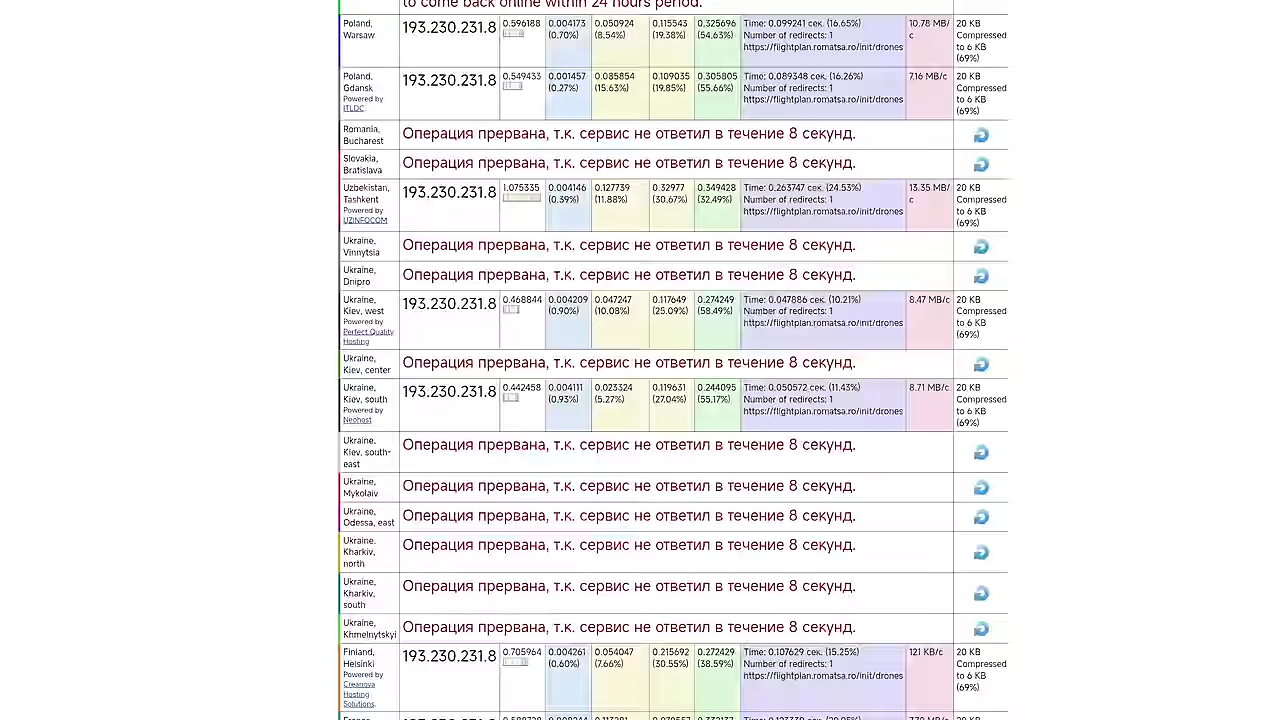 to come back online within 24 hours period.
Poland, Warsaw 193.230.231.8 0.596188 0.004173 (0.70%) 0.050924 (8.54%) 0.115543 (19.38%) 0.325696 (54.63%) Time: 0.099241 сек. (16.65%) Number of redirects: 1 https://flightplan.romatsa.ro/init/drones 10.78 MB/c 20 KB Compressed to 6 KB (69%)
Poland, Gdansk Powered by ITLDC. 193.230.231.8 0.549433 0.001457 (0.27%) 0.085854 (15.63%) 0.109035 (19.85%) 0.305805 (55.66%) Time: 0.089348 сек. (16.26%) Number of redirects: 1 https://flightplan.romatsa.ro/init/drones 7.16 MB/c 20 KB Compressed to 6 KB (69%)
Romania, Bucharest Операция прервана, т.к. сервис не ответил в течение 8 секунд.
Slovakia, Bratislava Операция прервана, т.к. сервис не ответил в течение 8 секунд.
Uzbekistan, Tashkent Powered by UZINFOCOM 193.230.231.8 1.075335 0.004146 (0.39%) 0.127739 (11.88%) 0.32977 (30.67%) 0.349428 (32.49%) Time: 0.263747 сек. (24.53%) Number of redirects: 1 https://flightplan.romatsa.ro/init/drones 13.35 MB/c 20 KB Compressed to 6 KB (69%)
Ukraine, Vinnytsia Операция прервана, т.к. сервис не ответил в течение 8 секунд.
Ukraine, Dnipro Операция прервана, т.к. сервис не ответил в течение 8 секунд.
Ukraine, Kiev, west Powered by Perfect Quality Hosting 193.230.231.8 0.468844 0.004209 (0.90%) 0.047247 (10.08%) 0.117649 (25.09%) 0.274249 (58.49%) Time: 0.047886 сек. (10.21%) Number of redirects: 1 https://flightplan.romatsa.ro/init/drones 8.47 MB/c 20 KB Compressed to 6 KB (69%)
Ukraine, Kiev, center Операция прервана, т.к. сервис не ответил в течение 8 секунд.
Ukraine, Kiev, south Powered by Neohost 193.230.231.8 0.442458 0.004111 (0.93%) 0.023324 (5.27%) 0.119631 (27.04%) 0.244095 (55.17%) Time: 0.050572 сек. (11.43%) Number of redirects: 1 https://flightplan.romatsa.ro/init/drones 8.71 MB/c 20 KB Compressed to 6 KB (69%)
Ukraine, Kiev, south-east Операция прервана, т.к. сервис не ответил в течение 8 секунд.
Ukraine, Mykolaiv Операция прервана, т.к. сервис не ответил в течение 8 секунд.
Ukraine, Odessa, east Операция прервана, т.к. сервис не ответил в течение 8 секунд.
Ukraine, Kharkiv, north Операция прервана, т.к. сервис не ответил в течение 8 секунд.
Ukraine, Kharkiv, south Операция прервана, т.к. сервис не ответил в течение 8 секунд.
Ukraine, Khmelnytskyi Операция прервана, т.к. сервис не ответил в течение 8 секунд.
Finland, Helsinki Powered by Creanova Hosting Solutions. 193.230.231.8 0.705964 0.004261 (0.60%) 0.054047 (7.66%) 0.215692 (30.55%) 0.272429 (38.59%) Time: 0.107629 сек. (15.25%) Number of redirects: 1 https://flightplan.romatsa.ro/init/drones 121 KB/c 20 KB Compressed to 6 KB (69%)